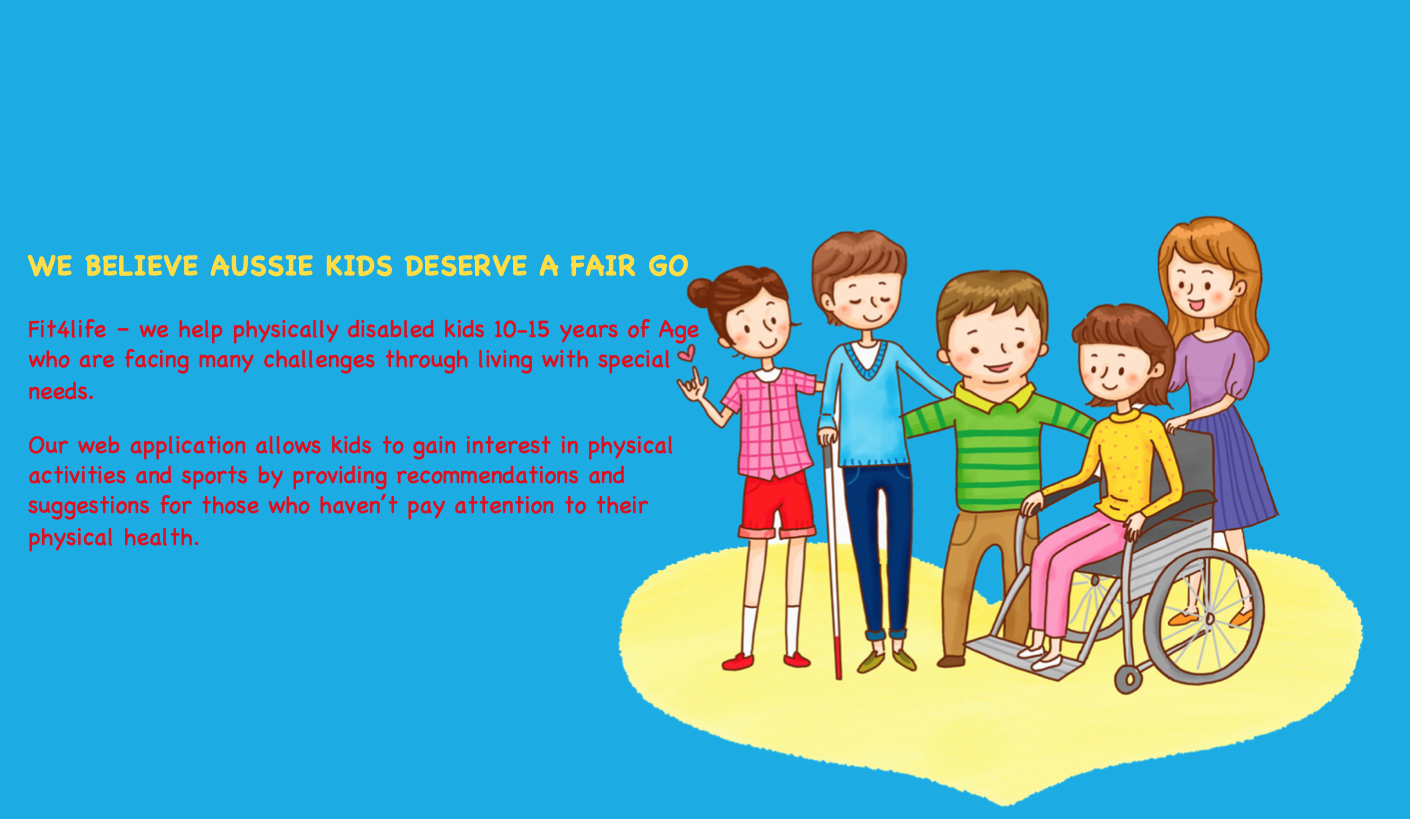 WE BELIEVE AUSSIE KIDS DESERVE A FAIR GO
Fit4life – we help physically disabled kids 10-15 years of Age
who are facing many challenges through living with special
needs.
Our web application allows kids to gain interest in physical
activities and sports by providing recommendations and
suggestions for those who haven't pay attention to their
physical health.